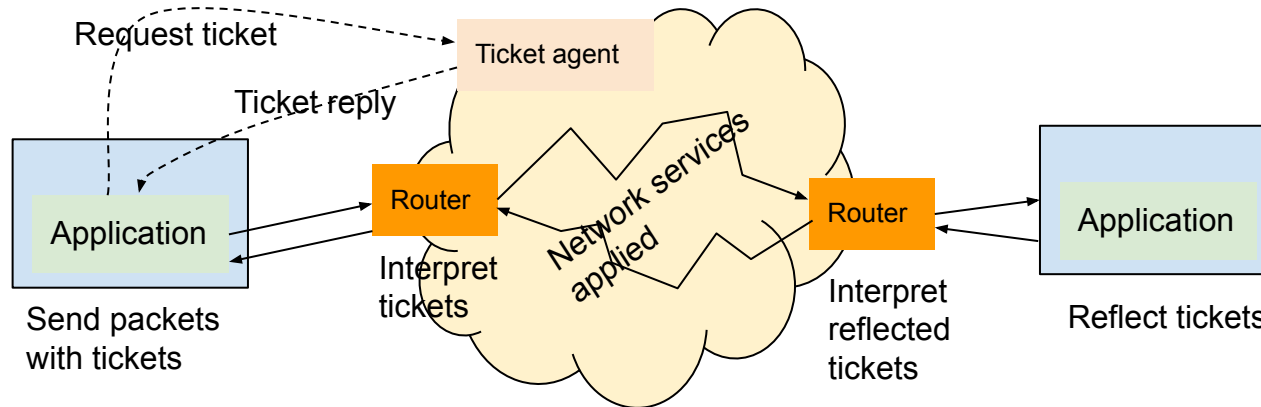 Request ticket
Ticket agent
Ticket reply
Application
Router
Network services
applied
Router
Application
Interpret
tickets
Send packets
with tickets
Interpret
reflected
tickets
Reflect tickets